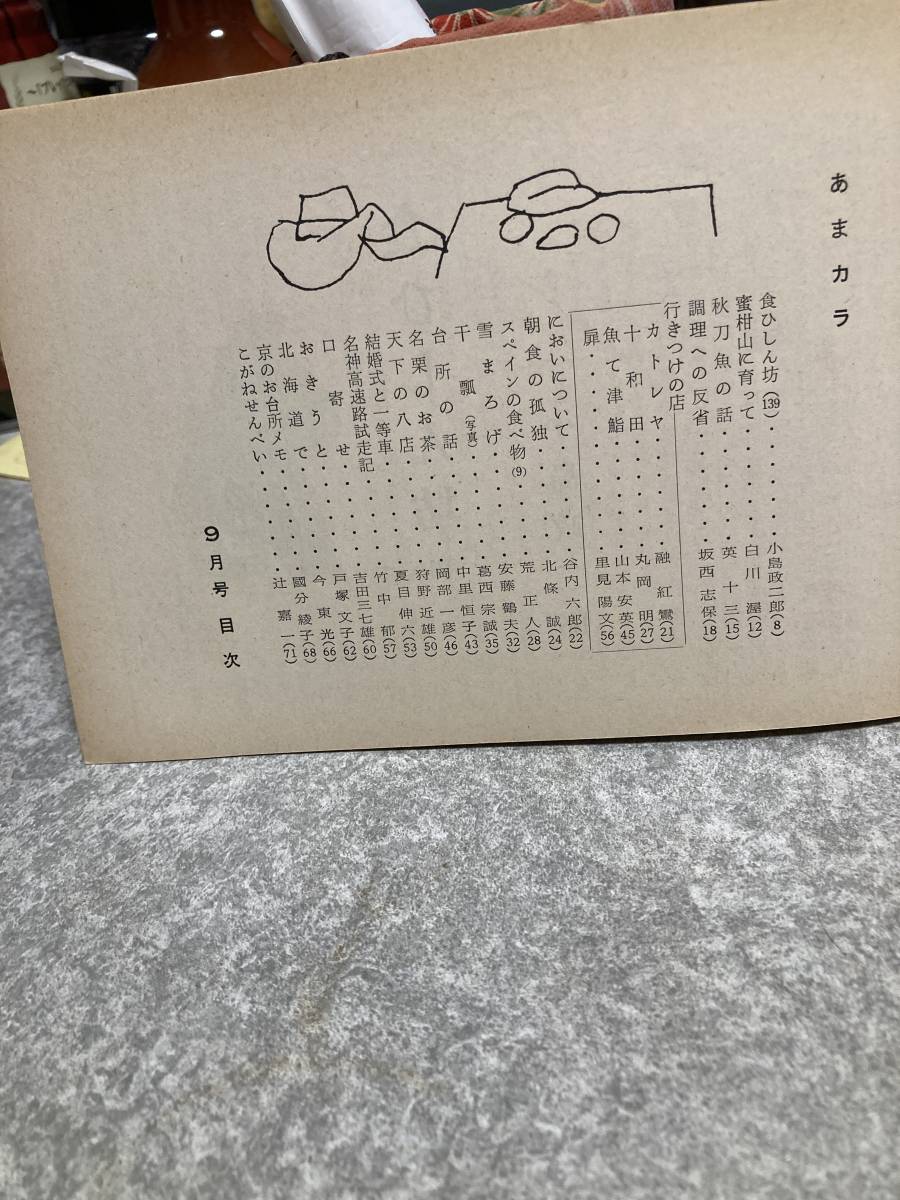 あまカラ
食ひしん坊(139)・・・・・・小島政二郎(8)
蜜柑山に育って・・・・・・白川 渥(12)
秋刀魚の話・・・・・・英 十三(15)
調理への反省・・・・・・坂西志保(18)
行きつけの店
カトレヤ・・・・・・融 紅鸞(21)
十和田・・・・・・丸岡 明(27)
魚て津鮨・・・・・・山本安英(45)
扉・・・・・・里見陽文(56)
においについて・・・・・・谷内六郎(22)
朝食の孤独・・・・・・北條 誠(24)
スペインの食べ物(9)・・・・・・荒 正人(28)
雪まろげ・・・・・・安藤鶴夫(32)
干瓢(写真)・・・・・・葛西宗誠(35)
台所の話・・・・・・中里恒子(43)
名栗のお茶・・・・・・岡部一彦(46)
天下の八店・・・・・・狩野近雄(50)
結婚式と一等車・・・・・・夏目伸六(53)
名神高速路試走記・・・・・・竹中 郁(57)
口寄せ・・・・・・吉田三七雄(60)
おきうと・・・・・・戸塚文子(62)
北海道で・・・・・・今 東光(66)
京のお台所メモ・・・・・・國分綾子(68)
こがねせんべい・・・・・・辻 嘉一(71)
9月号目次